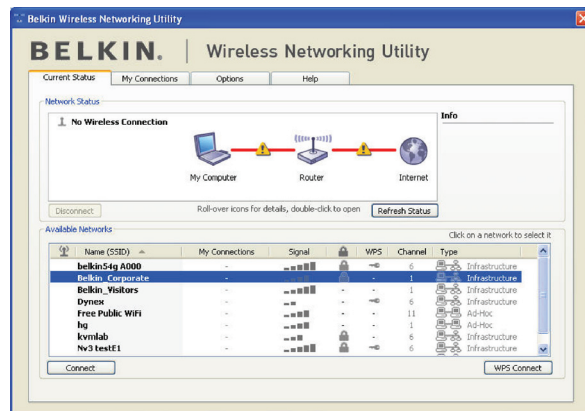 Belkin Wireless Networking Utility
BELKIN. | Wireless Networking Utility
Current Status My Connections Options Help
Network Status
No Wireless Connection
Info
My Computer Router Internet
Disconnect Roll-over icons for details, double-click to open Refresh Status
Available Networks
Click on a network to select it
Name (SSID) My Connections Signal WPS Channel Type
belkin54g A000 - 6 Infrastructure
Belkin_Corporate - - 1 Infrastructure
Belkin_Visitors - - - 1 Infrastructure
Dynex - - 6 Infrastructure
Free Public WiFi - - - 11 Ad-Hoc
hg - - - 1 Ad-Hoc
kvmlab - - 6 Infrastructure
Nv3 testE1 - 6 Infrastructure
Connect WPS Connect